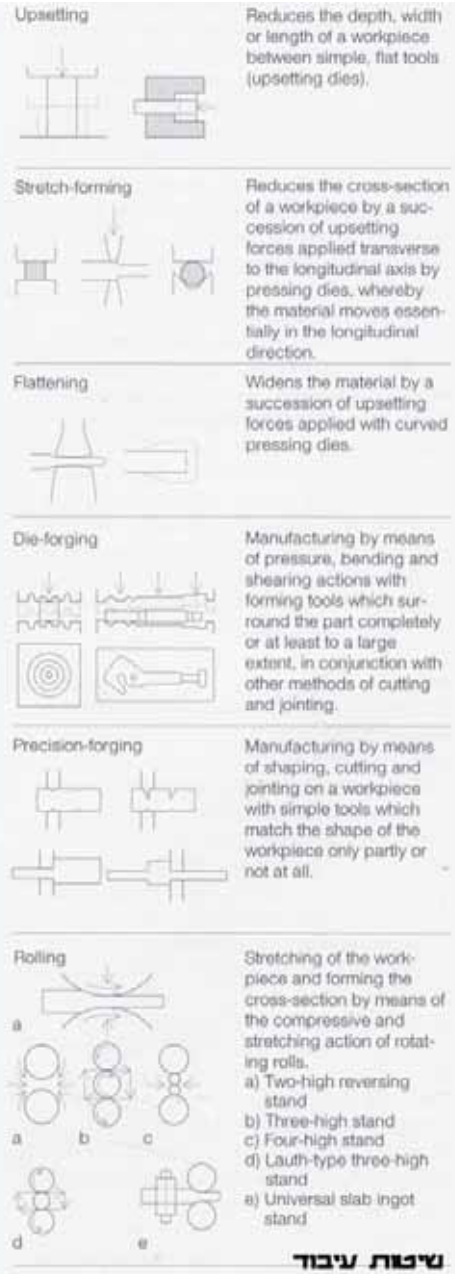 Upsetting
Reduces the depth, width
or length of a workpiece
between simple, flat tools
(upsetting dies).
Stretch-forming
Reduces the cross-section
of a workpiece by a suc-
cession of upsetting
forces applied transverse
to the longitudinal axis by
pressing dies, whereby
the material moves essen-
tially in the longitudinal
direction.
Flattening
Widens the material by a
succession of upsetting
forces applied with curved
pressing dies.
Die-forging
Manufacturing by means
of pressure, bending and
shearing actions with
forming tools which sur-
round the part completely
or at least to a large
extent, in conjunction with
other methods of cutting
and jointing.
Precision-forging
Manufacturing by means
of shaping, cutting and
jointing on a workpiece
with simple tools which
match the shape of the
workpiece only partly or
not at all.
Rolling
a
a b c
d e
Stretching of the work-
piece and forming the
cross-section by means of
the compressive and
stretching action of rotat-
ing rolls.
a) Two-high reversing
stand
b) Three-high stand
c) Four-high stand
d) Lauth-type three-high
stand
e) Universal slab ingot
stand
שיטות עיבוד